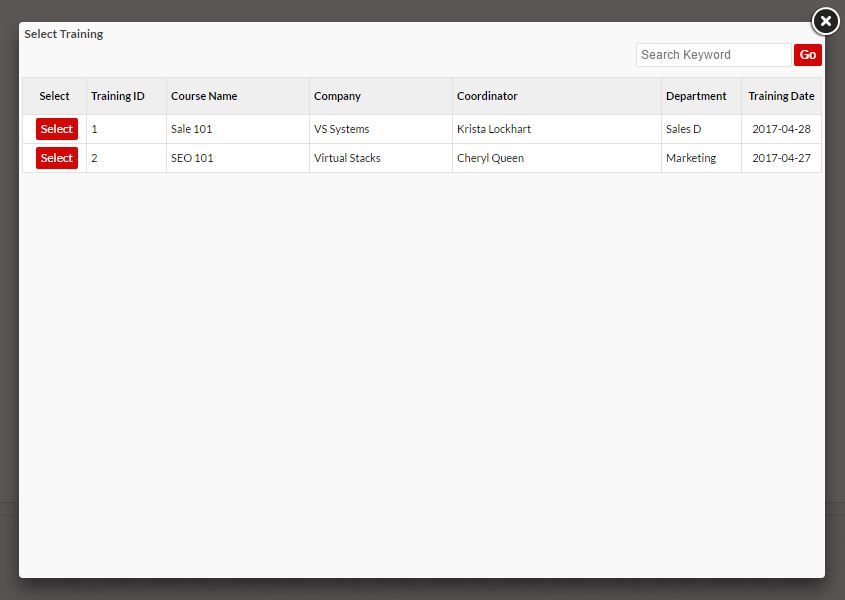 Select Training
Search Keyword Go
Select Training ID Course Name Company Coordinator Department Training Date
Select 1 Sale 101 VS Systems Krista Lockhart Sales D 2017-04-28
Select 2 SEO 101 Virtual Stacks Cheryl Queen Marketing 2017-04-27